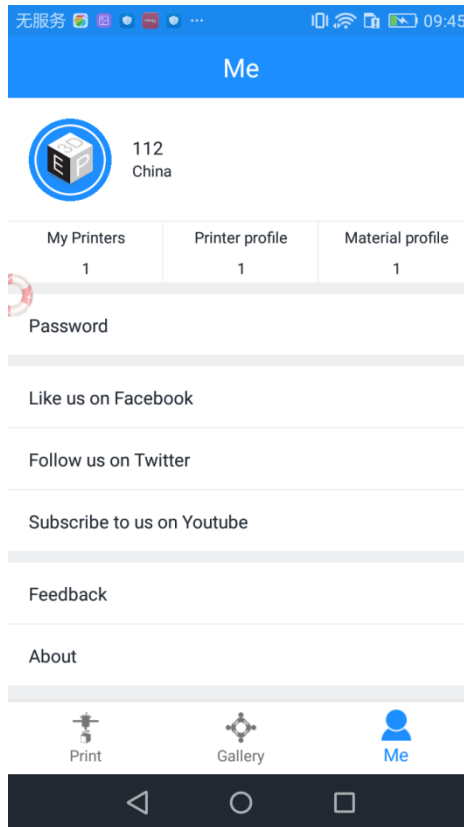 无服务 09:45
Me
112
China
My Printers Printer profile Material profile
1 1 1
Password
Like us on Facebook
Follow us on Twitter
Subscribe to us on Youtube
Feedback
About
Print Gallery Me